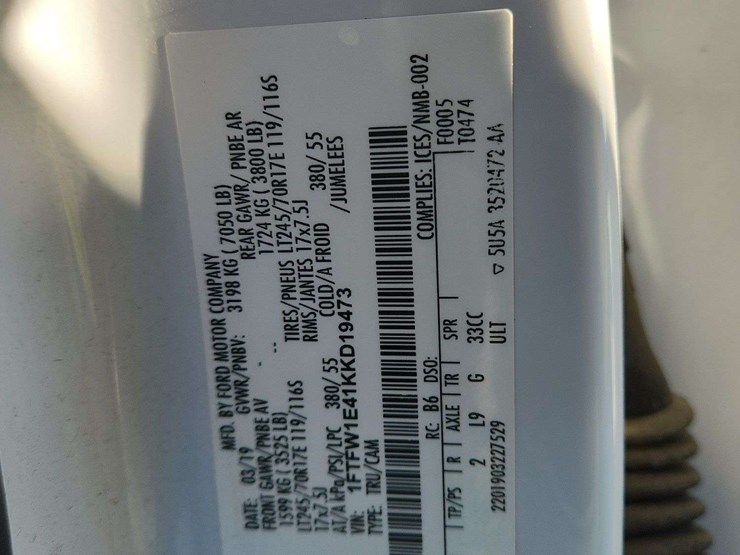 MFD. BY FORD MOTOR COMPANY
DATE: 03/19 GVWR/PNBV: 3198 KG ( 7050 LB)
FRONT GAWR/PNBE AV REAR GAWR/ PNBE AR
1599 KG ( 3525 LB) -- 1724 KG ( 3800 LB)
LT245/70R17E 119/116S TIRES/PNEUS LT245/70R17E 119/116S
17x7.5J RIMS/JANTES 17x7.5J
AT/A kPa/PSI/LPC 380/ 55 COLD/A FROID 380/ 55
VIN: 1FTFW1E41KKD19473 /JUMELEES
TYPE: TRU/CAM
COMPLIES: ICES/NMB-002
RC: B6 DSO: F0005
TP/PS | R | AXLE | TR | SPR | T0474
2 L9 G 33CC
ULT
2201903227529 ▽ 5U5A 3520472 AA